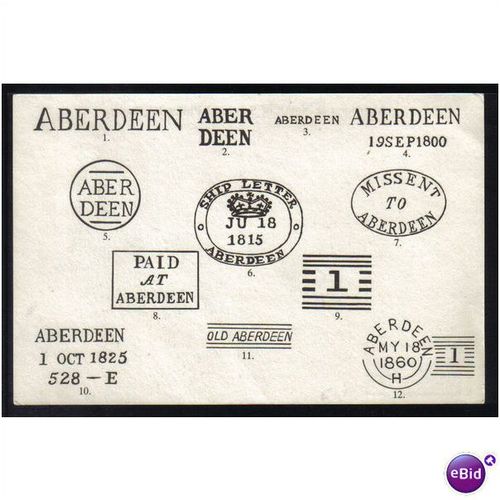 ABERDEEN
1.
ABER
DEEN
2.
ABERDEEN
3.
ABERDEEN
19SEP1800
4.
ABER
DEEN
5.
SHIP LETTER
JU 18
1815
ABERDEEN
6.
MISSENT
TO
ABERDEEN
7.
PAID
AT
ABERDEEN
8.
1
9.
ABERDEEN
1 OCT 1825
528 – E
10.
OLD ABERDEEN
11.
ABERDEEN
MY 18
1860
H
1
12.
eBid